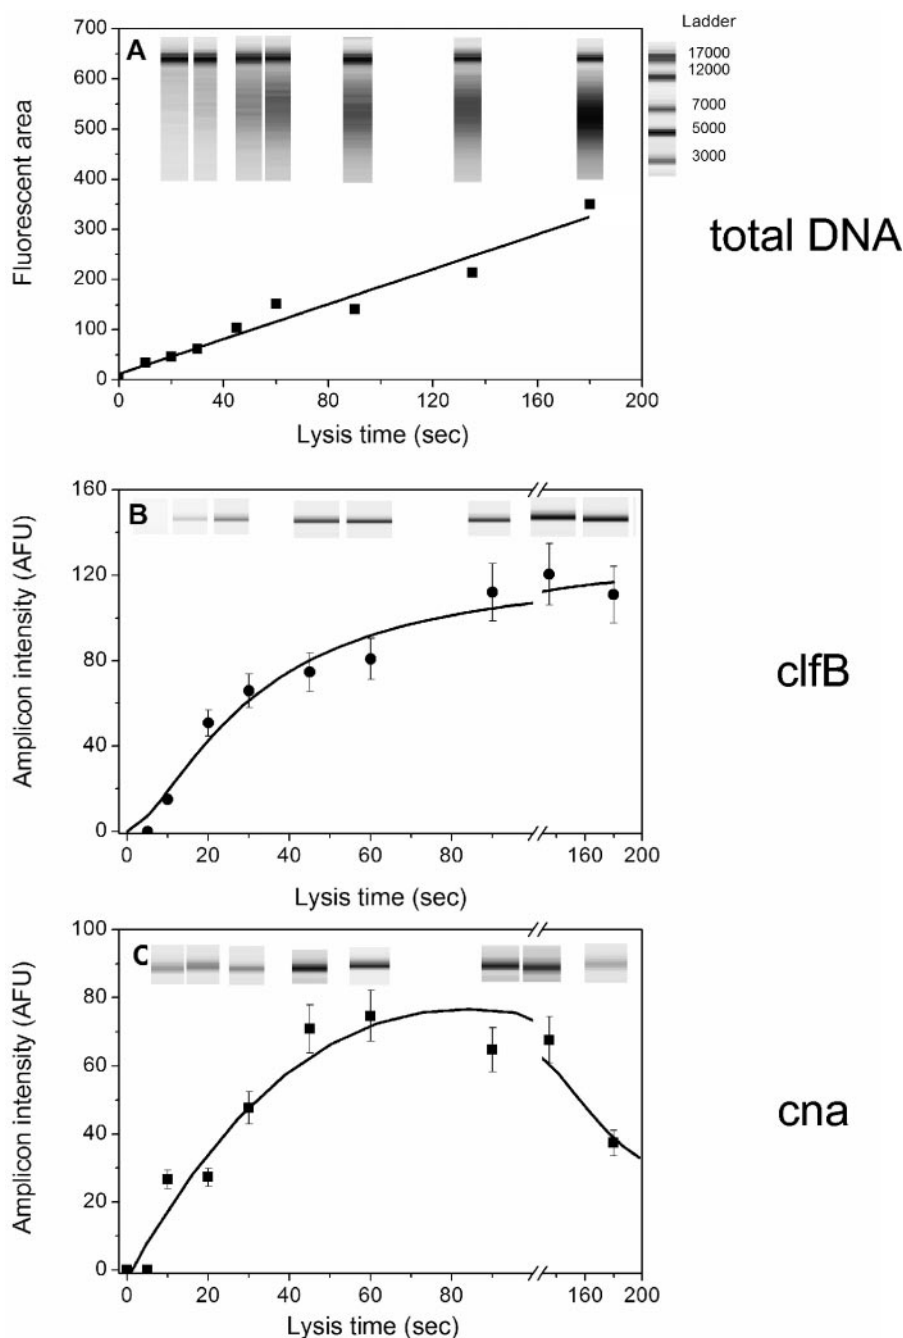 A
Ladder
17000
12000
7000
5000
3000
700
600
500
400
300
200
100
0
Fluorescent area
0 40 80 120 160 200
Lysis time (sec)
total DNA
B
160
120
80
40
0
Amplicon intensity (AFU)
0 20 40 60 160 200
Lysis time (sec)
clfB
C
100
80
60
40
20
0
Amplicon intensity (AFU)
0 20 40 60 80 160 200
Lysis time (sec)
cna